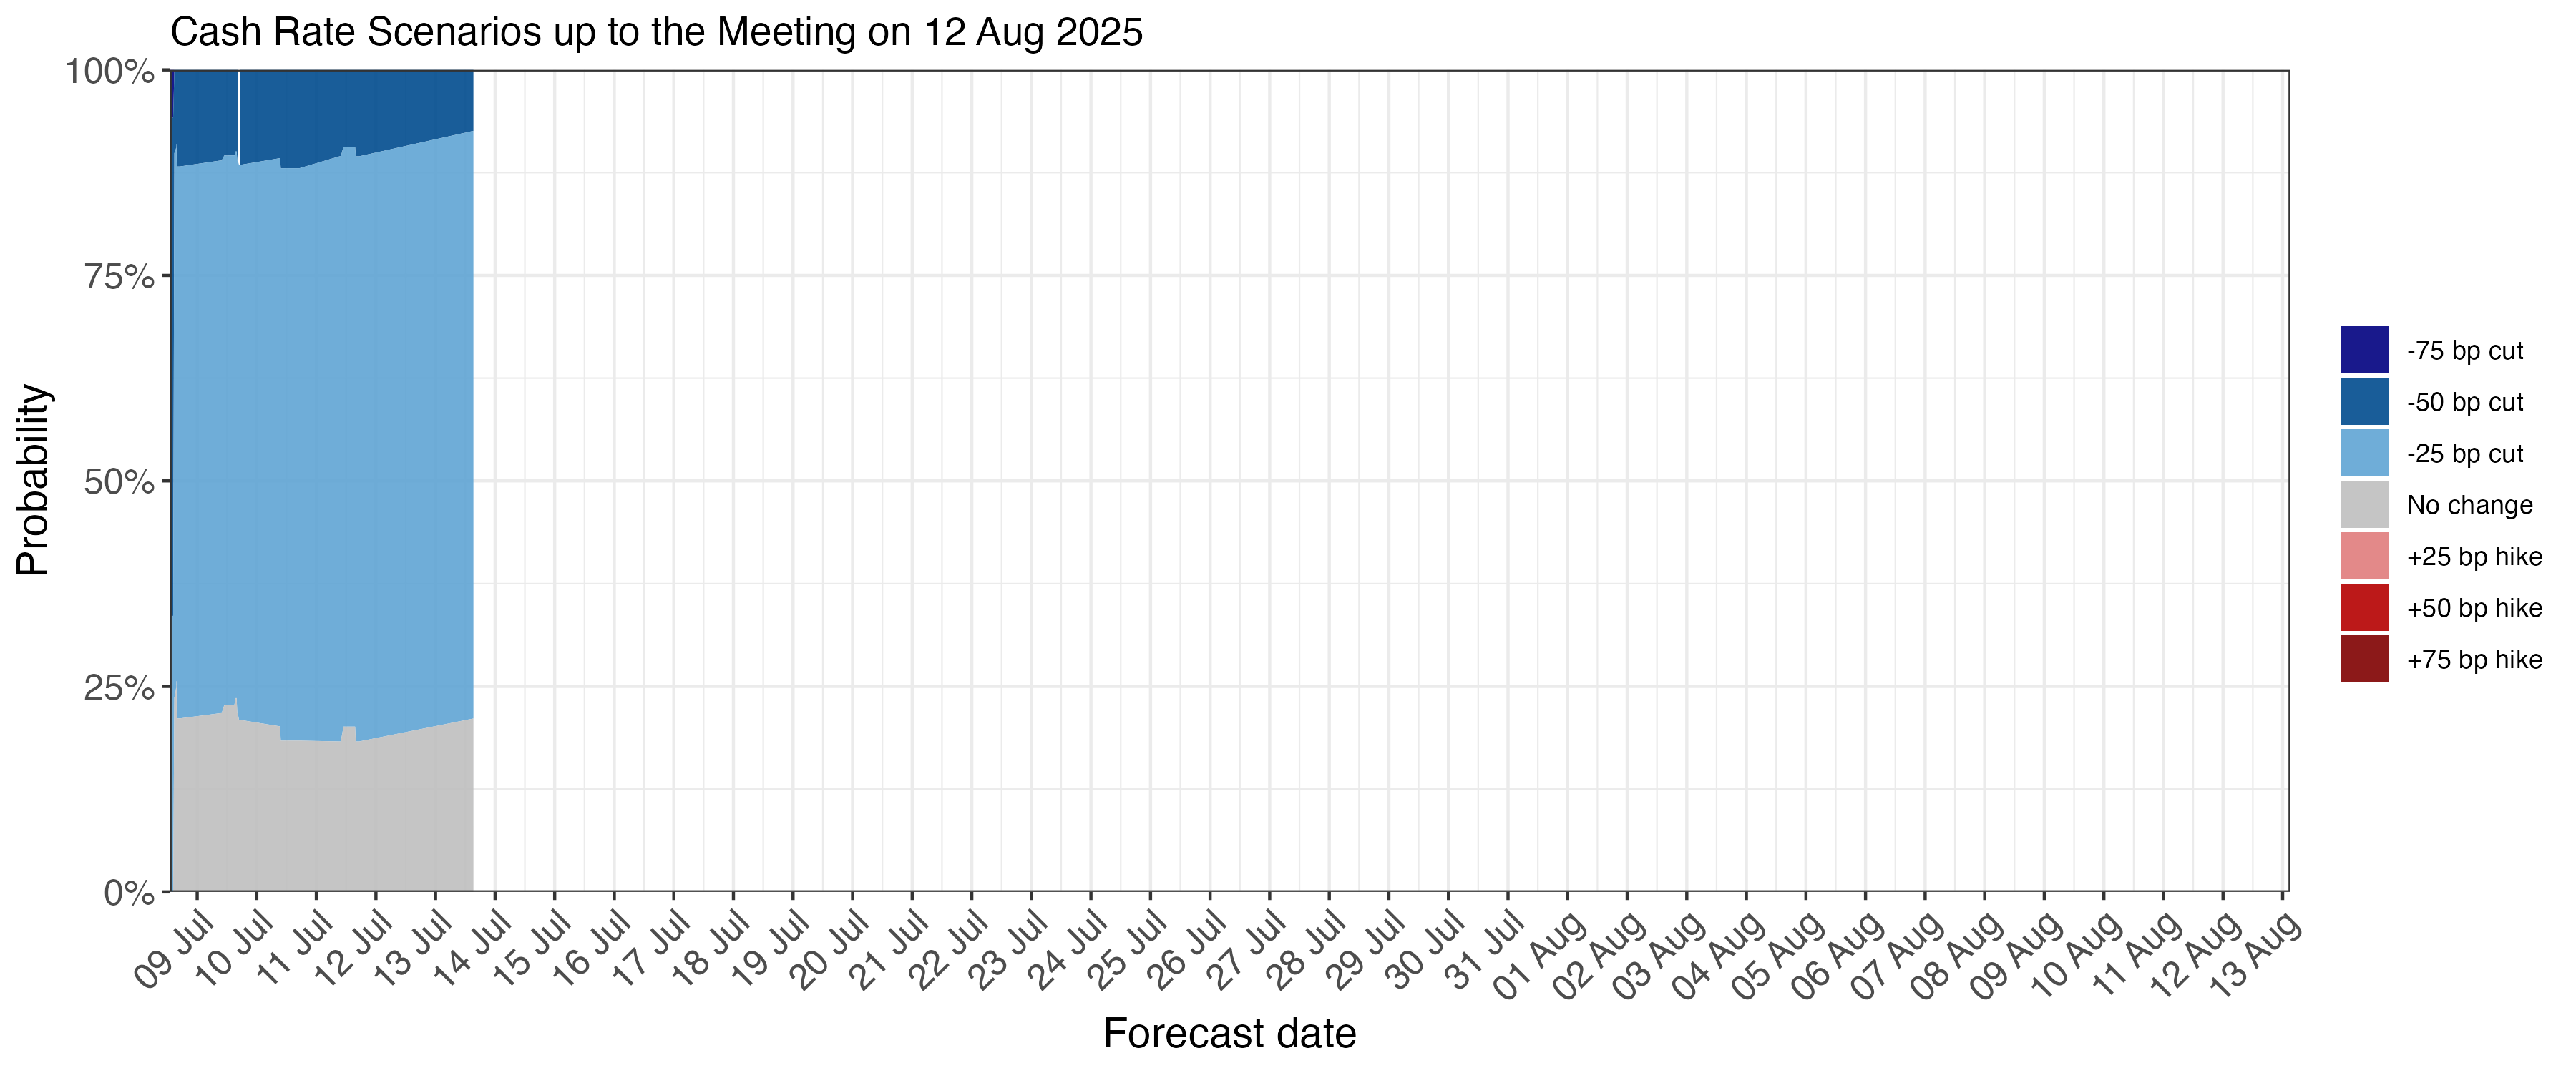 Cash Rate Scenarios up to the Meeting on 12 Aug 2025
100%
75%
50%
25%
0%
Probability
09 Jul
10 Jul
11 Jul
12 Jul
13 Jul
14 Jul
15 Jul
16 Jul
17 Jul
18 Jul
19 Jul
20 Jul
21 Jul
22 Jul
23 Jul
24 Jul
25 Jul
26 Jul
27 Jul
28 Jul
29 Jul
30 Jul
31 Jul
01 Aug
02 Aug
03 Aug
04 Aug
05 Aug
06 Aug
07 Aug
08 Aug
09 Aug
10 Aug
11 Aug
12 Aug
13 Aug
Forecast date
-75 bp cut
-50 bp cut
-25 bp cut
No change
+25 bp hike
+50 bp hike
+75 bp hike